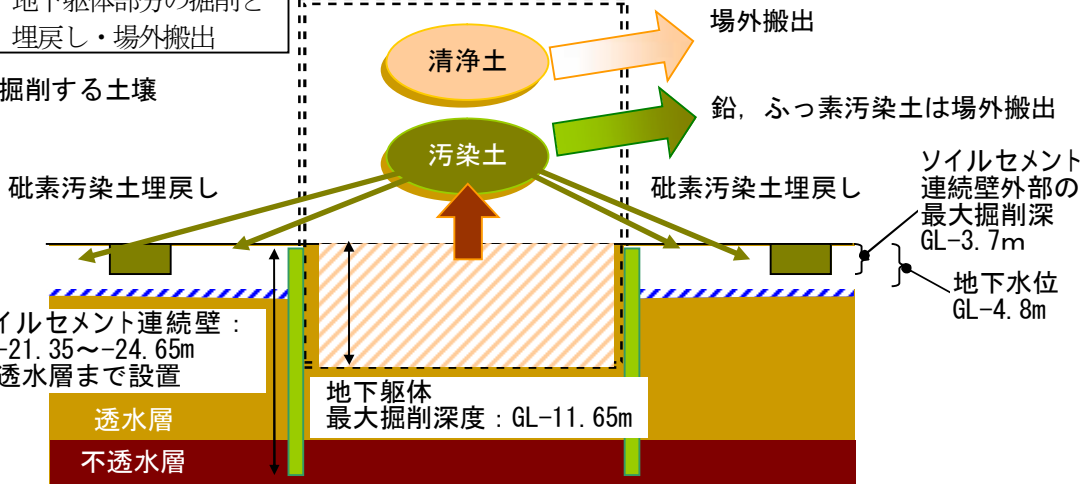 地下躯体部分の掘削と
埋戻し・場外搬出
掘削する土壌
清浄土
場外搬出
汚染土
鉛，ふっ素汚染土は場外搬出
砒素汚染土埋戻し
砒素汚染土埋戻し
ソイルセメント
連続壁外部の
最大掘削深
GL-3.7m
地下水位
GL-4.8m
イルセメント連続壁：
-21.35～-24.65m
透水層まで設置
地下躯体
最大掘削深度：GL-11.65m
透水層
不透水層